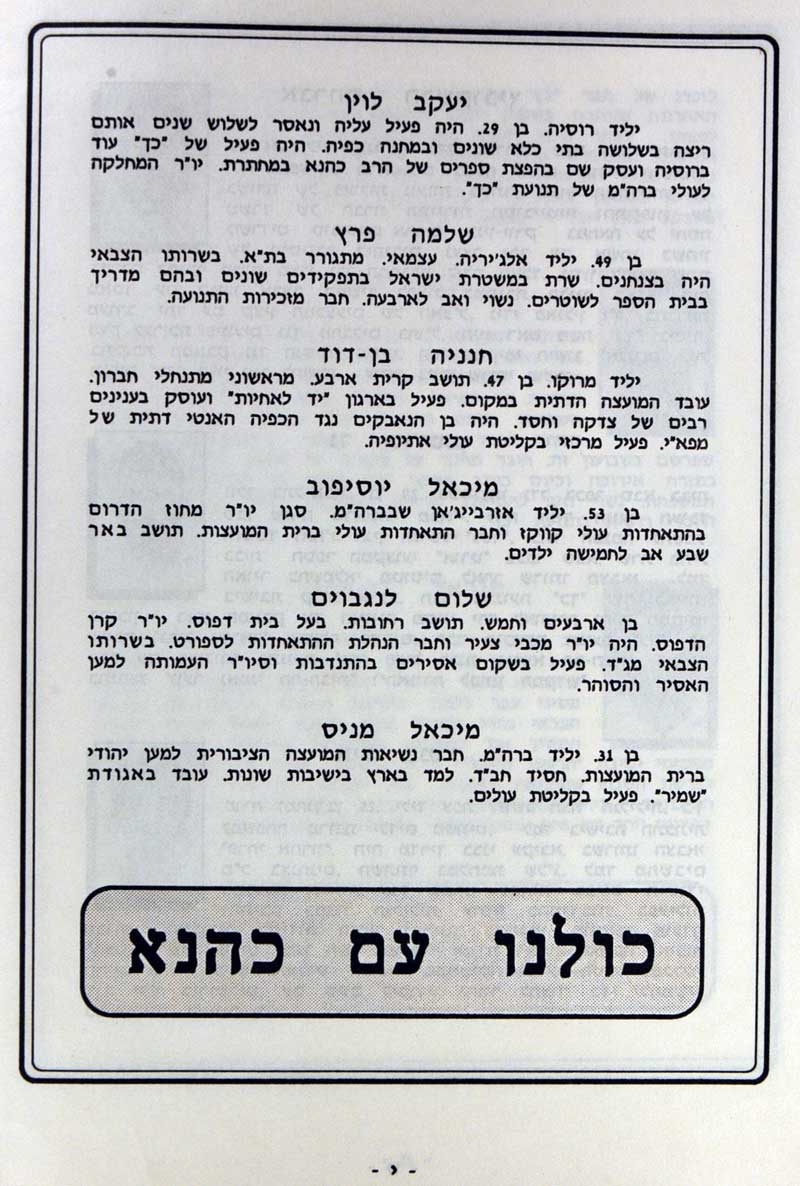 יעקב לוין
יליד רוסיה. בן 29. היה פעיל עליה ונאסר לשלוש שנים אותם
ריצה בשלושה בתי כלא שונים ובמחנה כפיה. היה פעיל של "כך" עוד
ברוסיה ועסק שם בהפצת ספרים של הרב כהנא במחתרת. יו"ר המחלקה
לעולי ברה"מ של תנועת "כך".
שלמה פרץ
בן 49. יליד אלג'יריה. עצמאי. מתגורר בת"א. בשרותו הצבאי
היה בצנחנים. שרת במשטרת ישראל בתפקידים שונים ובהם מדריך
בבית הספר לשוטרים. נשוי ואב לארבעה. חבר מזכירות התנועה.
חנניה בן-דוד
יליד מרוקו. בן 47. תושב קרית ארבע. מראשוני מתנחלי חברון.
עובד המועצה הדתית במקום. פעיל בארגון "יד לאחיות" ועוסק בענינים
רבים של צדקה וחסד. היה בן הנאבקים נגד הכפיה האנטי דתית של
מפא"י. פעיל מרכזי בקליטת עולי אתיופיה.
מיכאל יוסיפוב
בן 53. יליד אזרבייג'אן שבברה"מ. סגן יו"ר מחוז הדרום
בהתאחדות עולי קווקז וחבר התאחדות עולי ברית המועצות. תושב באר
שבע אב לחמישה ילדים.
שלום לנגבוים
בן ארבעים וחמש. תושב רחובות. בעל בית דפוס. יו"ר קרן
הדפוס. היה יו"ר מכבי צעיר וחבר הנהלת ההתאחדות לספורט. בשרותו
הצבאי מג"ד. פעיל בשקום אסירים בהתנדבות וסיו"ר העמותה למען
האסיר והסוהר.
מיכאל מניס
בן 31. יליד ברה"מ. חבר נשיאות המועצה הציבורית למען יהודי
ברית המועצות. חסיד חב"ד. למד בארץ בישיבות שונות. עובד באגודת
"שמיר". פעיל בקליטת עולים.
כולנו עם כהנא
- י -